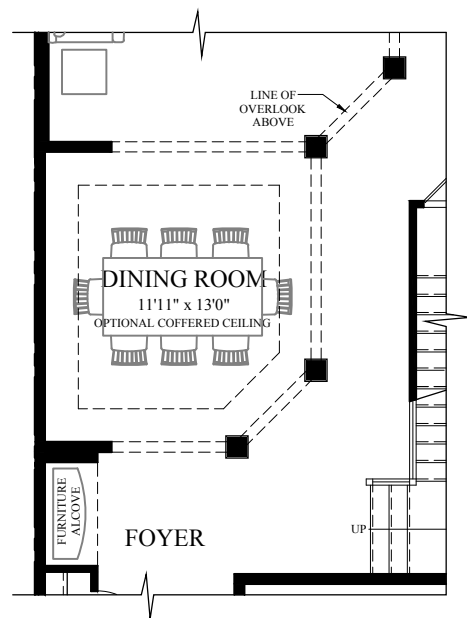 LINE OF
OVERLOOK
ABOVE
DINING ROOM
11'11" x 13'0"
OPTIONAL COFFERED CEILING
FURNITURE
ALCOVE
FOYER
UP